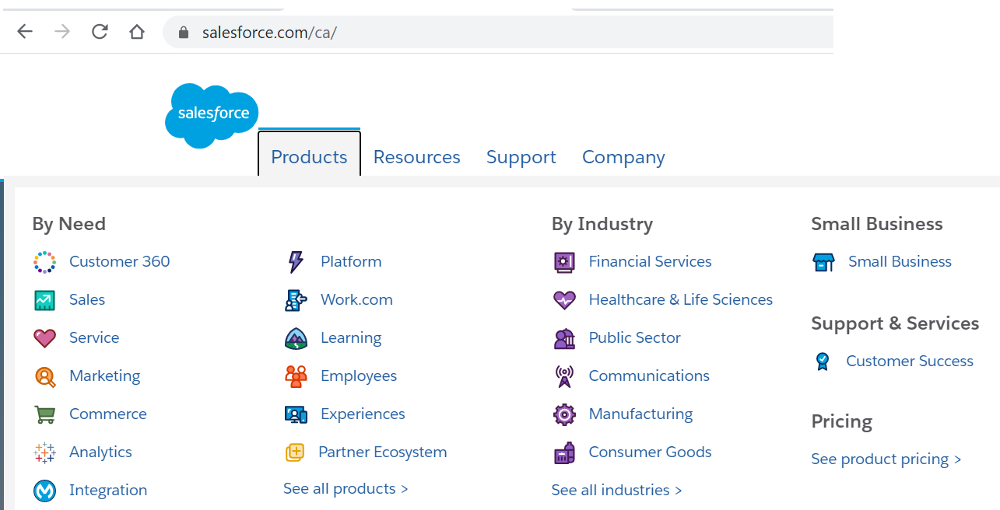 salesforce.com/ca/
salesforce
Products
Resources
Support
Company
By Need
Customer 360
Sales
Service
Marketing
Commerce
Analytics
Integration
Platform
Work.com
Learning
Employees
Experiences
Partner Ecosystem
See all products >
By Industry
Financial Services
Healthcare & Life Sciences
Public Sector
Communications
Manufacturing
Consumer Goods
See all industries >
Small Business
Small Business
Support & Services
Customer Success
Pricing
See product pricing >